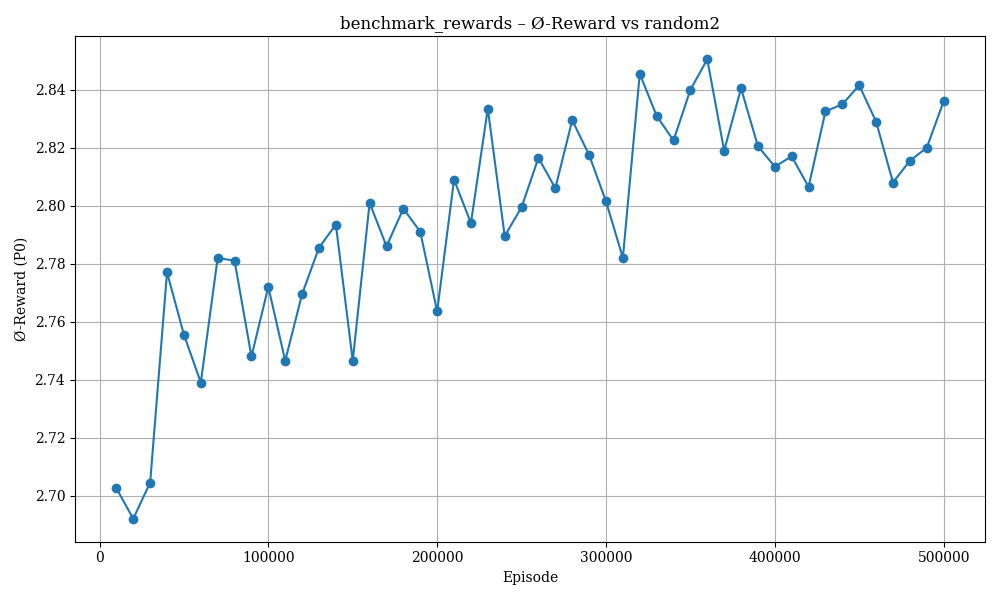 benchmark_rewards – Ø-Reward vs random2
Ø-Reward (P0)
2.84
2.82
2.80
2.78
2.76
2.74
2.72
2.70
0 100000 200000 300000 400000 500000
Episode